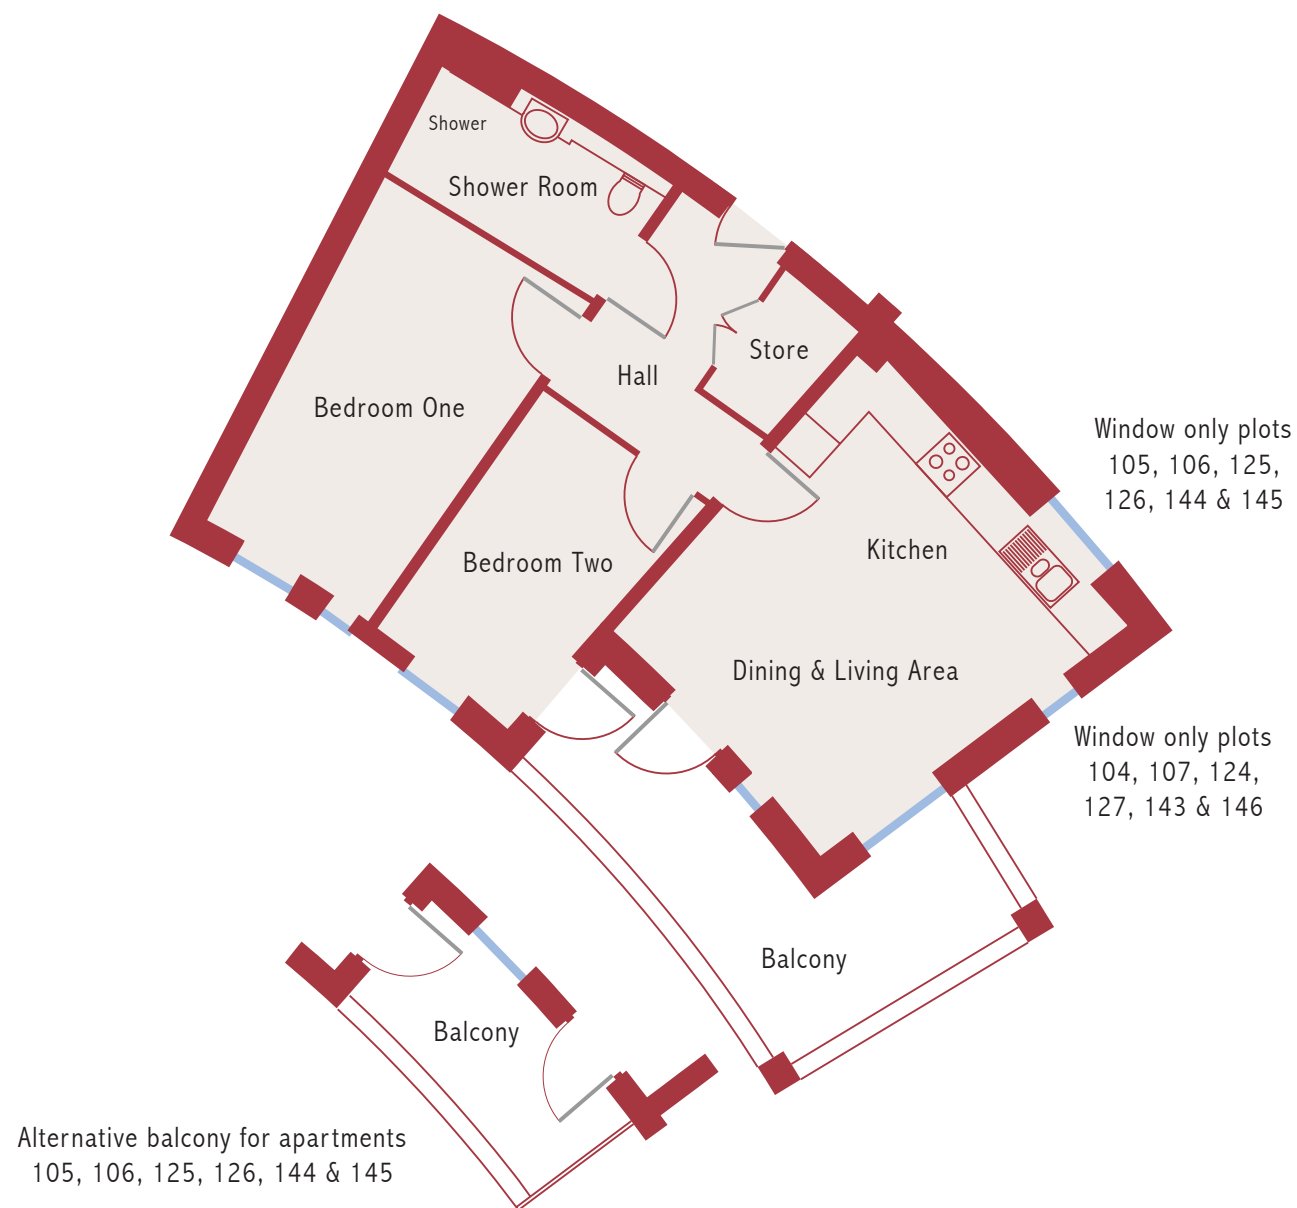 Shower
Shower Room
Store
Hall
Bedroom One
Window only plots
105, 106, 125,
126, 144 & 145
Kitchen
Bedroom Two
Dining & Living Area
Window only plots
104, 107, 124,
127, 143 & 146
Balcony
Balcony
Alternative balcony for apartments
105, 106, 125, 126, 144 & 145